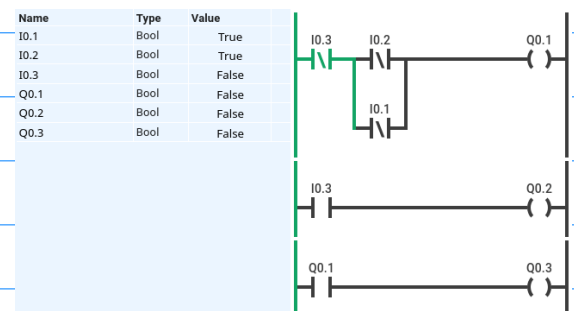 Name Type Value
I0.1 Bool True
I0.2 Bool True
I0.3 Bool False
Q0.1 Bool False
Q0.2 Bool False
Q0.3 Bool False
I0.3 I0.2 Q0.1
I0.1
I0.3 Q0.2
Q0.1 Q0.3